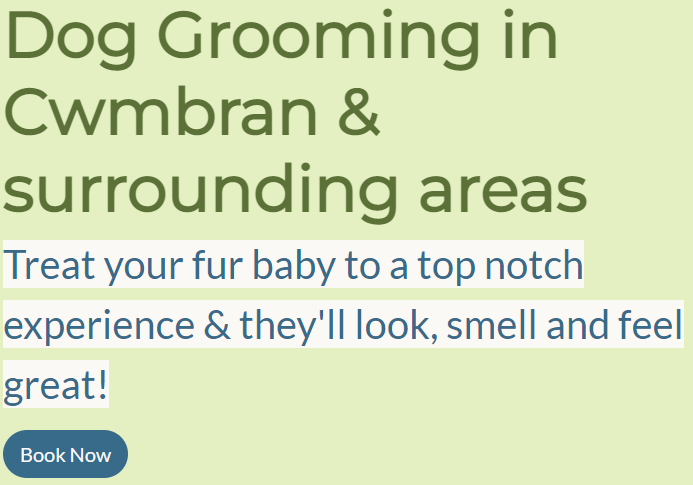 Dog Grooming in
Cwmbran &
surrounding areas
Treat your fur baby to a top notch
experience & they'll look, smell and feel
great!
Book Now